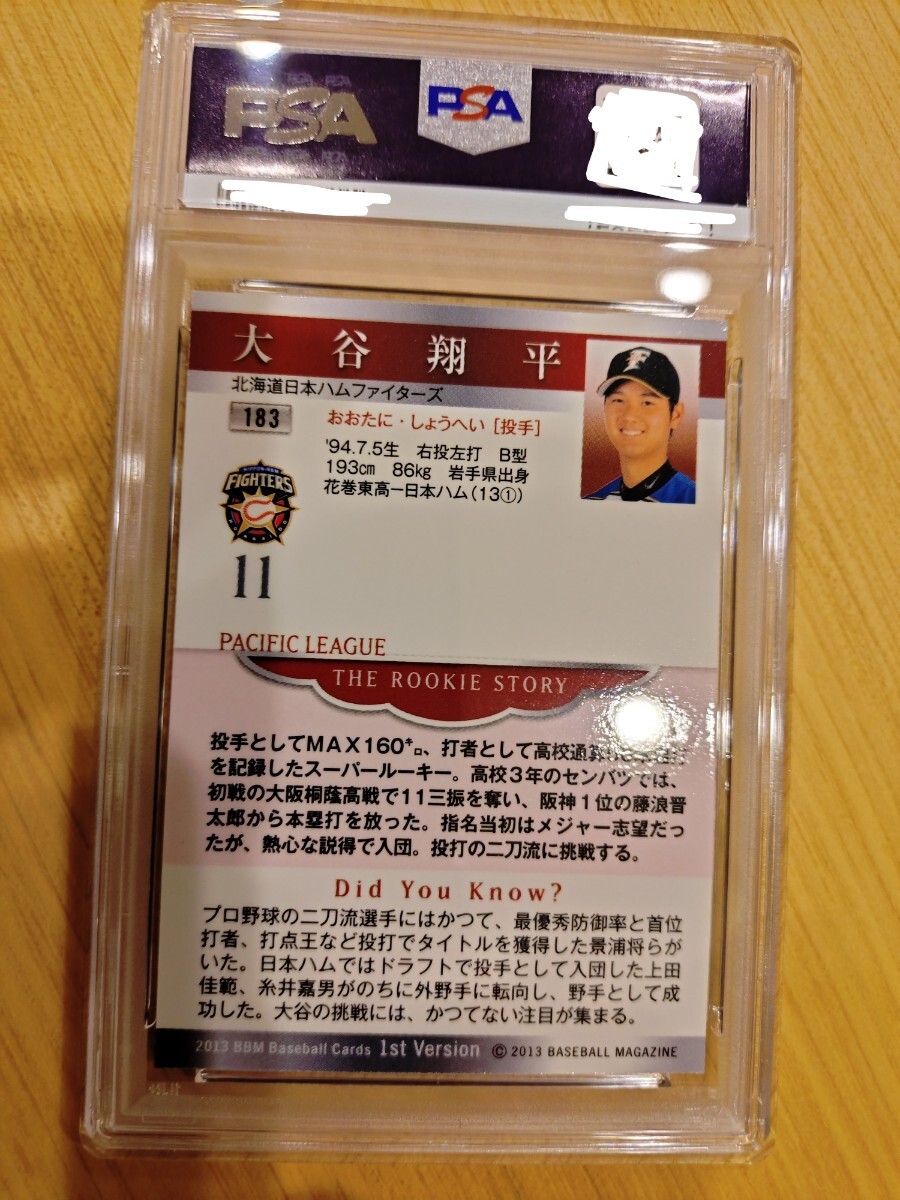 PSA
PSA
大谷翔平
北海道日本ハムファイターズ
183
おおたに・しょうへい [投手]
'94.7.5生 右投左打 B型
193㎝ 86㎏ 岩手県出身
花巻東高ー日本ハム(13①)
FIGHTERS
11
PACIFIC LEAGUE
THE ROOKIE STORY
投手としてMAX160㌔、打者として高校通算
を記録したスーパールーキー。高校3年のセンバツでは、
初戦の大阪桐蔭高戦で11三振を奪い、阪神1位の藤浪晋
太郎から本塁打を放った。指名当初はメジャー志望だっ
たが、熱心な説得で入団。投打の二刀流に挑戦する。
Did You Know?
プロ野球の二刀流選手にはかつて、最優秀防御率と首位
打者、打点王など投打でタイトルを獲得した景浦将らが
いた。日本ハムではドラフトで投手として入団した上田
佳範、糸井嘉男がのちに外野手に転向し、野手として成
功した。大谷の挑戦には、かつてない注目が集まる。
2013 BBM Baseball Cards 1st Version © 2013 BASEBALL MAGAZINE